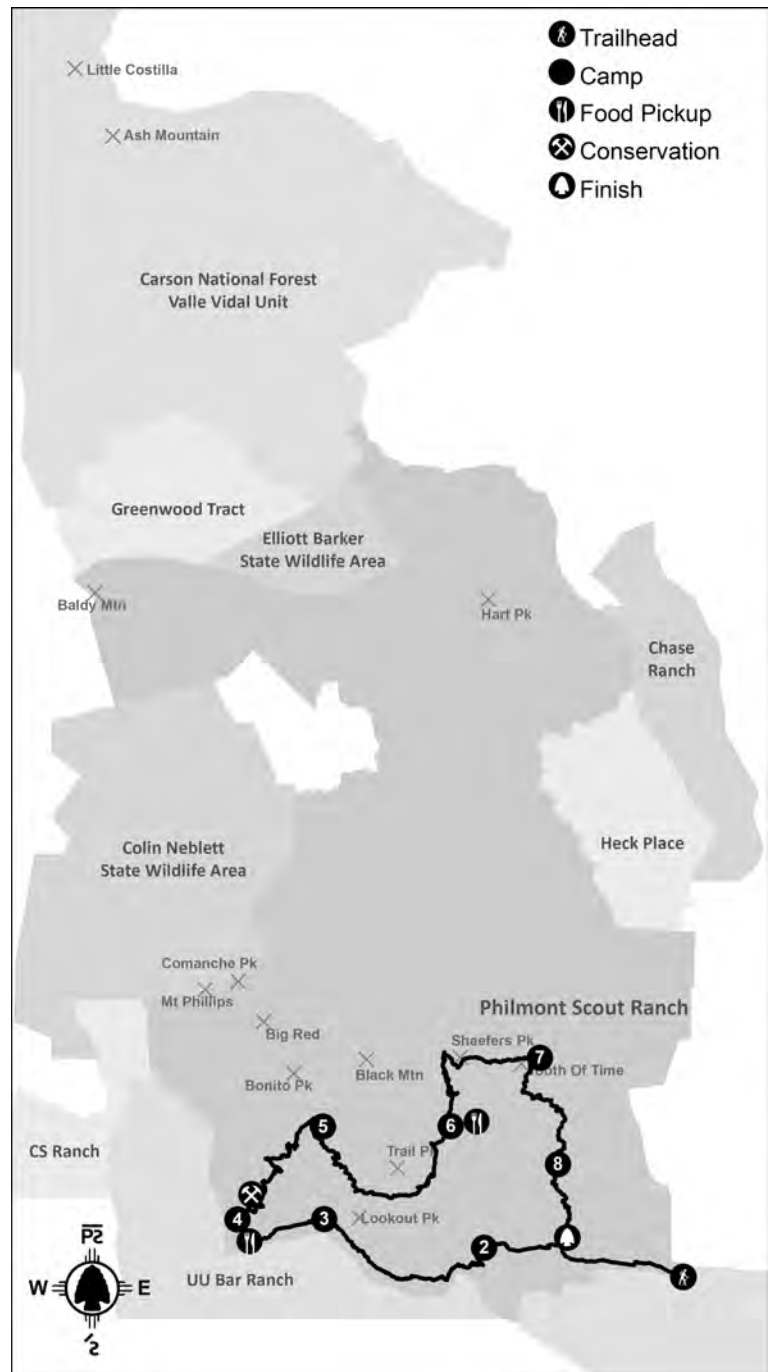 Trailhead
Camp
Food Pickup
Conservation
Finish
Little Costilla
Ash Mountain
Carson National Forest
Valle Vidal Unit
Greenwood Tract
Elliott Barker
State Wildlife Area
Baldy Mtn
Hart Pk
Chase
Ranch
Heck Place
Colin Neblett
State Wildlife Area
Comanche Pk
Mt Phillips
Big Red
Philmont Scout Ranch
Shaefers Pk
7
Black Mtn
Tooth Of Time
Bonito Pk
5
6
CS Ranch
Trail Pk
8
4
3
Lookout Pk
2
UU Bar Ranch
W
E